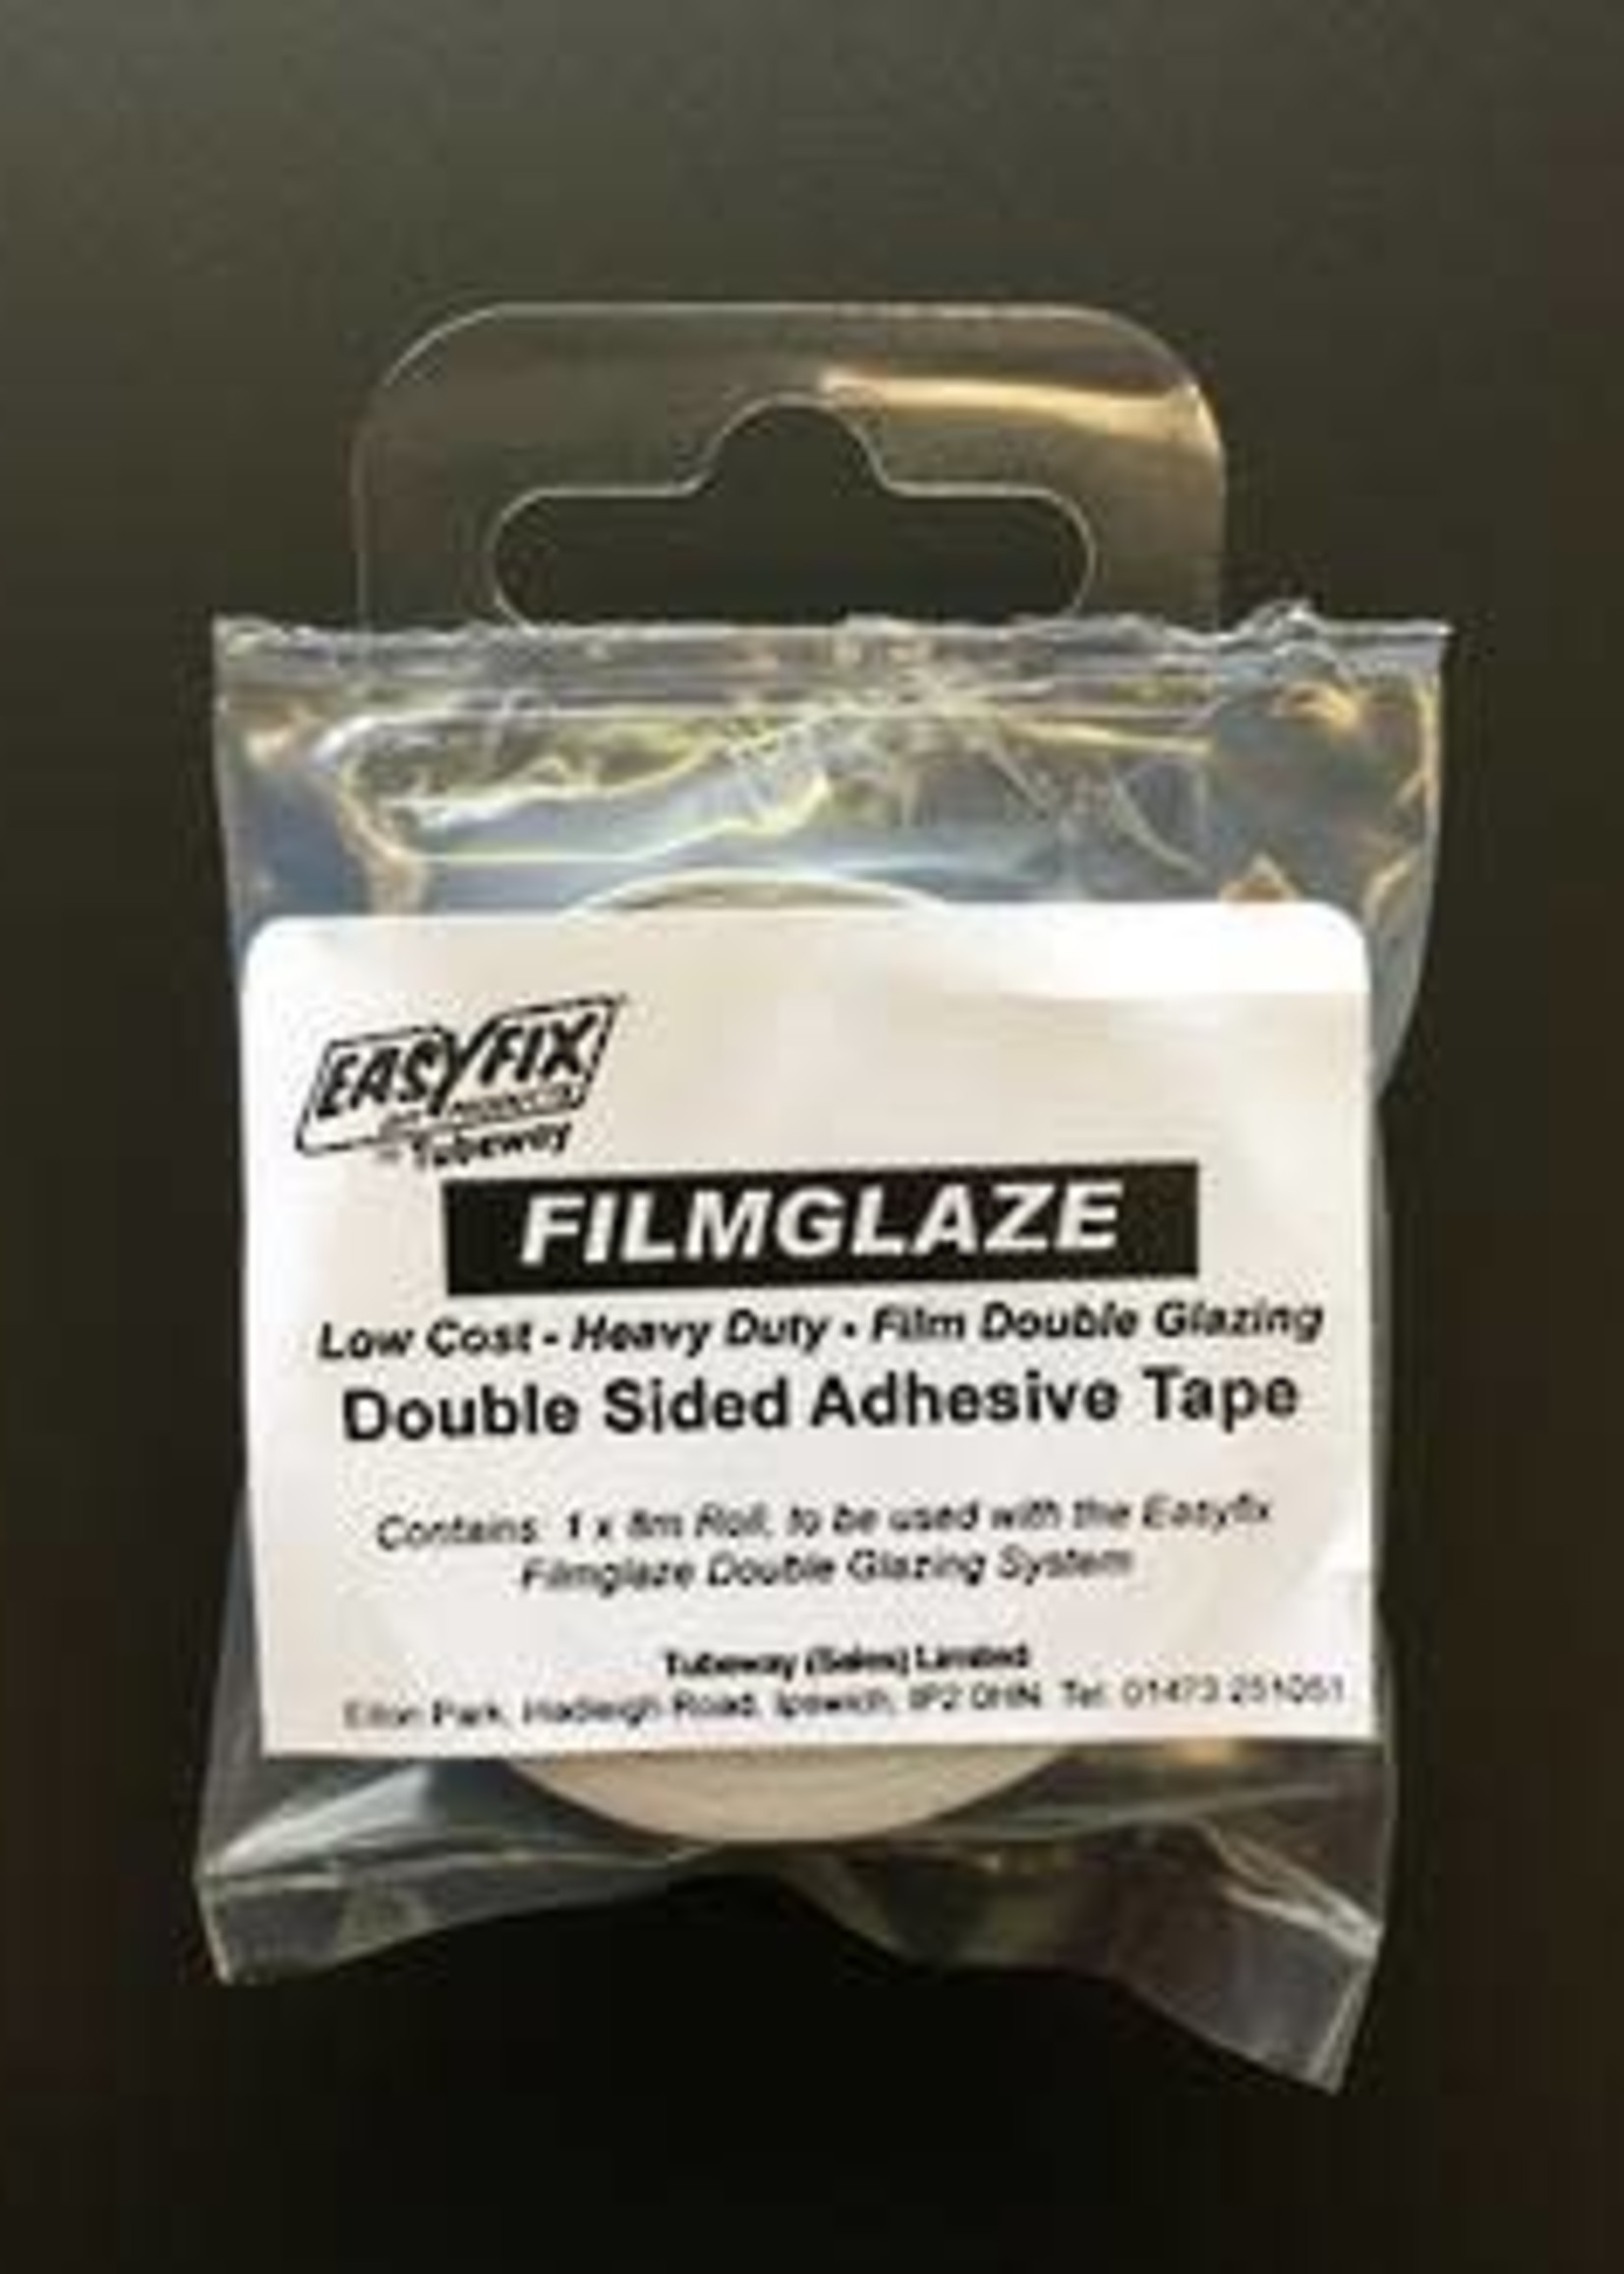 EASYFIX
PRODUCTS
Tubeway
FILMGLAZE
Low Cost - Heavy Duty - Film Double Glazing
Double Sided Adhesive Tape
Contains: 1 x Roll, to be used with the Easyfix
Filmglaze Double Glazing System
Tubeway (Sales) Limited
Park, Hadleigh Road, Ipswich, IP2 0HN. Tel: 01473 251051